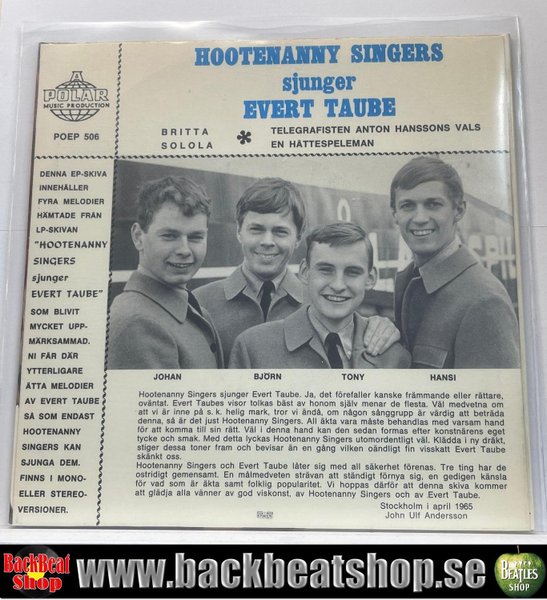 A
POLAR
MUSIC PRODUCTION
POEP 506
HOOTENANNY SINGERS
sjunger
EVERT TAUBE
BRITTA * TELEGRAFISTEN ANTON HANSSONS VALS
SOLOLA EN HÄTTESPELEMAN
DENNA EP-SKIVA
INNEHÅLLER
FYRA MELODIER
HÄMTADE FRÅN
LP-SKIVAN
"HOOTENANNY
SINGERS
sjunger
EVERT TAUBE"
SOM BLIVIT
MYCKET UPP-
MÄRKSAMMAD.
NI FÅR DÄR
YTTERLIGARE
ÅTTA MELODIER
AV EVERT TAUBE
SÅ SOM ENDAST
HOOTENANNY
SINGERS KAN
SJUNGA DEM.
FINNS I MONO-
ELLER STEREO-
VERSIONER.
JOHAN BJÖRN TONY HANSI
Hootenanny Singers sjunger Evert Taube. Ja, det förefaller kanske främmande eller rättare,
oväntat. Evert Taubes visor tolkas bäst av honom själv menar de flesta. Väl medvetna om
att vi är inne på s. k. helig mark, tror vi ändå, om någon sånggrupp är värdig att beträda
denna, så är det just Hootenanny Singers. All äkta vara måste behandlas med varsam hand
för att komma till sin rätt. Väl i denna hand kan den sedan formas efter konstnärens eget
tycke och smak. Med detta lyckas Hootenanny Singers utomordentligt väl. Klädda i ny dräkt,
stiger dessa toner fram och bevisar än en gång vilken oändligt fin visskatt Evert Taube
skänkt oss.
Hootenanny Singers och Evert Taube låter sig med all säkerhet förenas. Tre ting har de
ostridigt gemensamt. En målmedveten strävan att ständigt förnya sig, en gedigen känsla
för vad som är äkta samt folklig popularitet. Vi hoppas därför att denna skiva kommer
att glädja alla vänner av god viskonst, av Hootenanny Singers och av Evert Taube.
Stockholm i april 1965
John Ulf Andersson
BackBeat
Shop
www.backbeatshop.se
BEATLES
SHOP